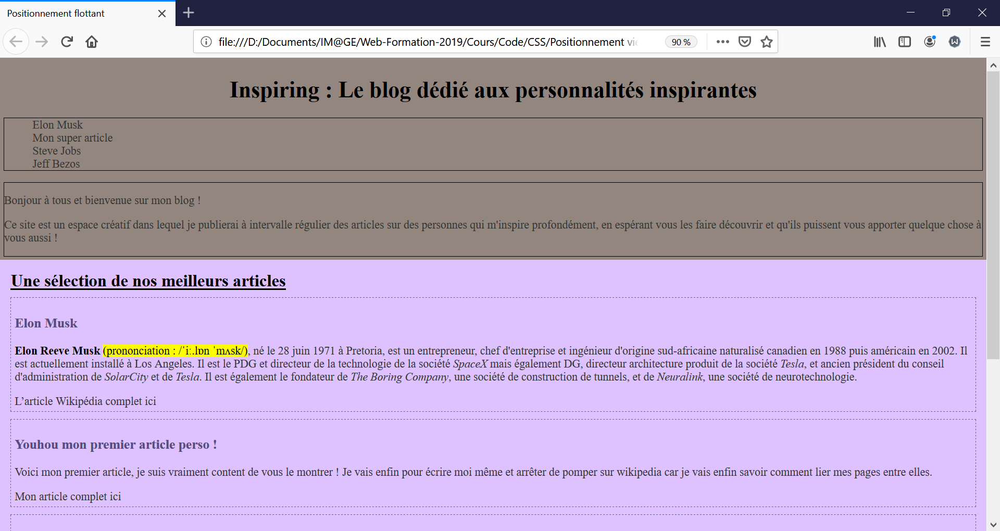 Positionnement flottant
file:///D:/Documents/IM@GE/Web-Formation-2019/Cours/Code/CSS/Positionnement
90 %
Inspiring : Le blog dédié aux personnalités inspirantes
Elon Musk
Mon super article
Steve Jobs
Jeff Bezos
Bonjour à tous et bienvenue sur mon blog !
Ce site est un espace créatif dans lequel je publierai à intervalle régulier des articles sur des personnes qui m'inspire profondément, en espérant vous les faire découvrir et qu'ils puissent vous apporter quelque chose à
vous aussi !
Une sélection de nos meilleurs articles
Elon Musk
Elon Reeve Musk (prononciation : /ˈiː.lɒn ˈmʌsk/), né le 28 juin 1971 à Pretoria, est un entrepreneur, chef d'entreprise et ingénieur d'origine sud-africaine naturalisé canadien en 1988 puis américain en 2002. Il
est actuellement installé à Los Angeles. Il est le PDG et directeur de la technologie de la société SpaceX mais également DG, directeur architecture produit de la société Tesla, et ancien président du conseil
d'administration de SolarCity et de Tesla. Il est également le fondateur de The Boring Company, une société de construction de tunnels, et de Neuralink, une société de neurotechnologie.
L’article Wikipédia complet ici
Youhou mon premier article perso !
Voici mon premier article, je suis vraiment content de vous le montrer ! Je vais enfin pour écrire moi même et arrêter de pomper sur wikipedia car je vais enfin savoir comment lier mes pages entre elles.
Mon article complet ici